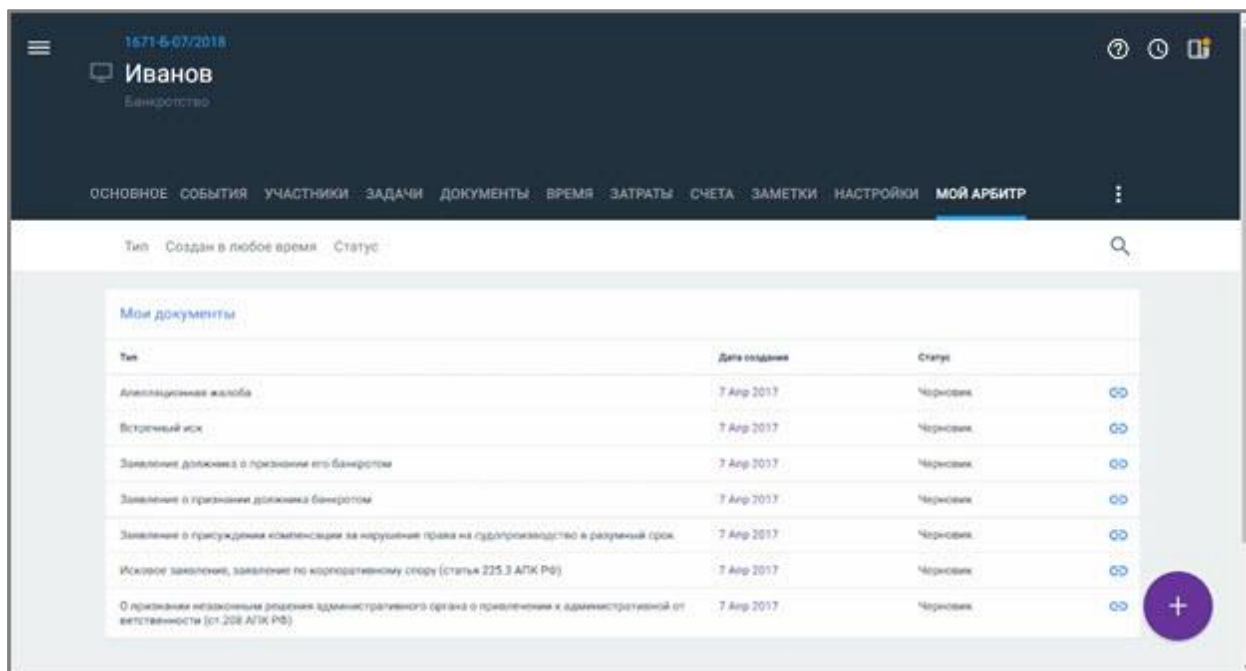 1671-Б-07/2018
Иванов
Банкротство
ОСНОВНОЕ СОБЫТИЯ УЧАСТНИКИ ЗАДАЧИ ДОКУМЕНТЫ ВРЕМЯ ЗАТРАТЫ СЧЕТА ЗАМЕТКИ НАСТРОЙКИ МОЙ АРБИТР
Тип Создан в любое время Статус
Мои документы
Тип Дата создания Статус
Апелляционная жалоба 7 Апр 2017 Черновик
Встречный иск 7 Апр 2017 Черновик
Заявление должника о признании его банкротом 7 Апр 2017 Черновик
Заявление о признании должника банкротом 7 Апр 2017 Черновик
Заявление о присуждении компенсации за нарушение права на судопроизводство в разумный срок 7 Апр 2017 Черновик
Исковое заявление, заявление по корпоративному спору (статья 225.3 АПК РФ) 7 Апр 2017 Черновик
О признании незаконным решения административного органа о привлечении к административной от 7 Апр 2017 Черновик
ветственности (ст.208 АПК РФ)